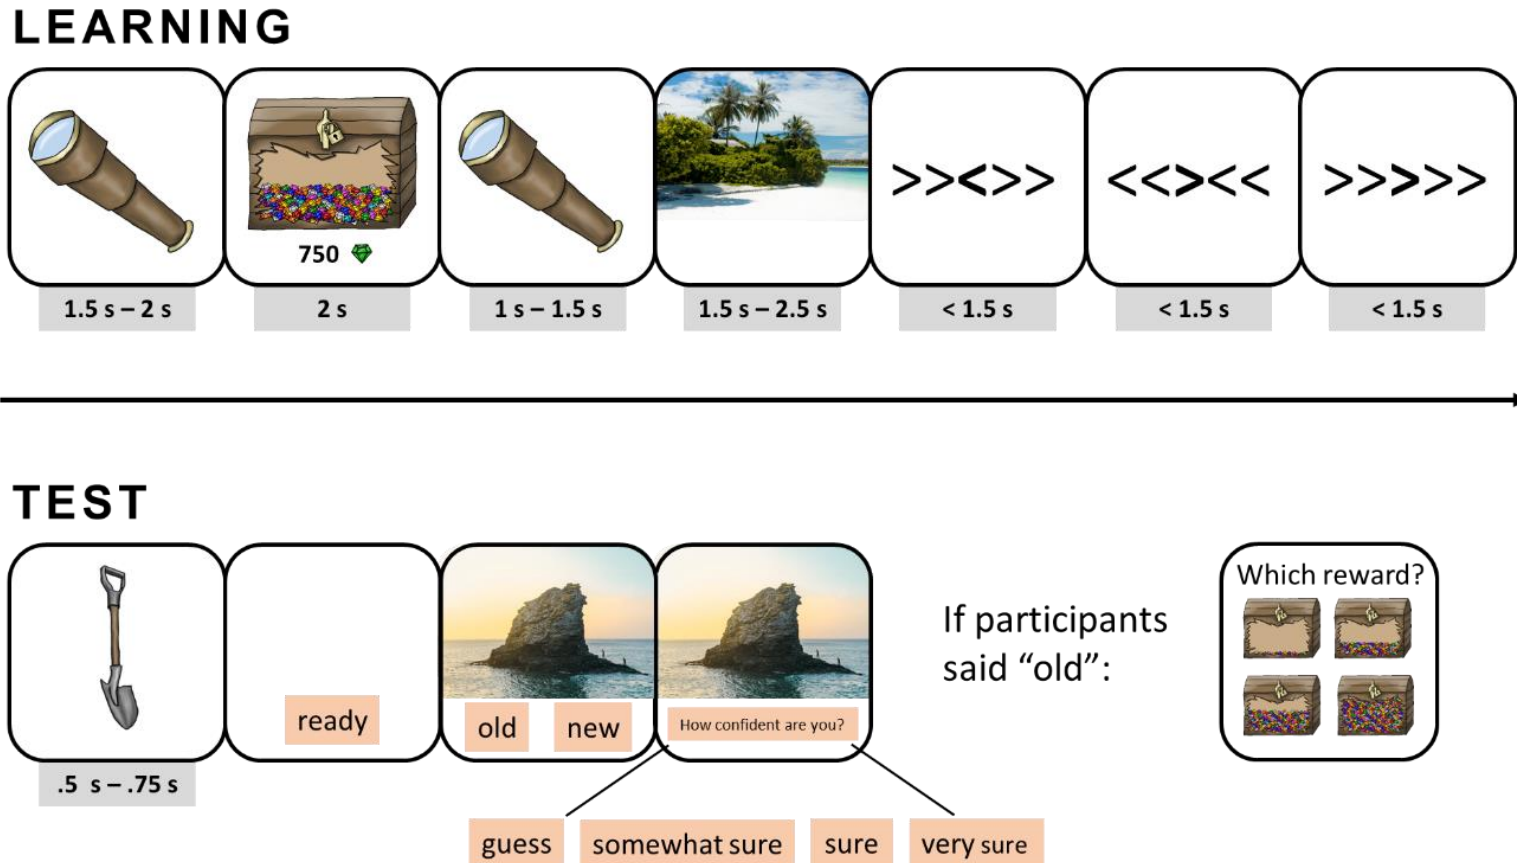 LEARNING
750
>><>>
<<><<
>>>>>
1.5 s – 2 s
2 s
1 s – 1.5 s
1.5 s – 2.5 s
< 1.5 s
< 1.5 s
< 1.5 s
TEST
ready
old
new
How confident are you?
.5 s – .75 s
guess
somewhat sure
sure
very sure
If participants
said “old”:
Which reward?